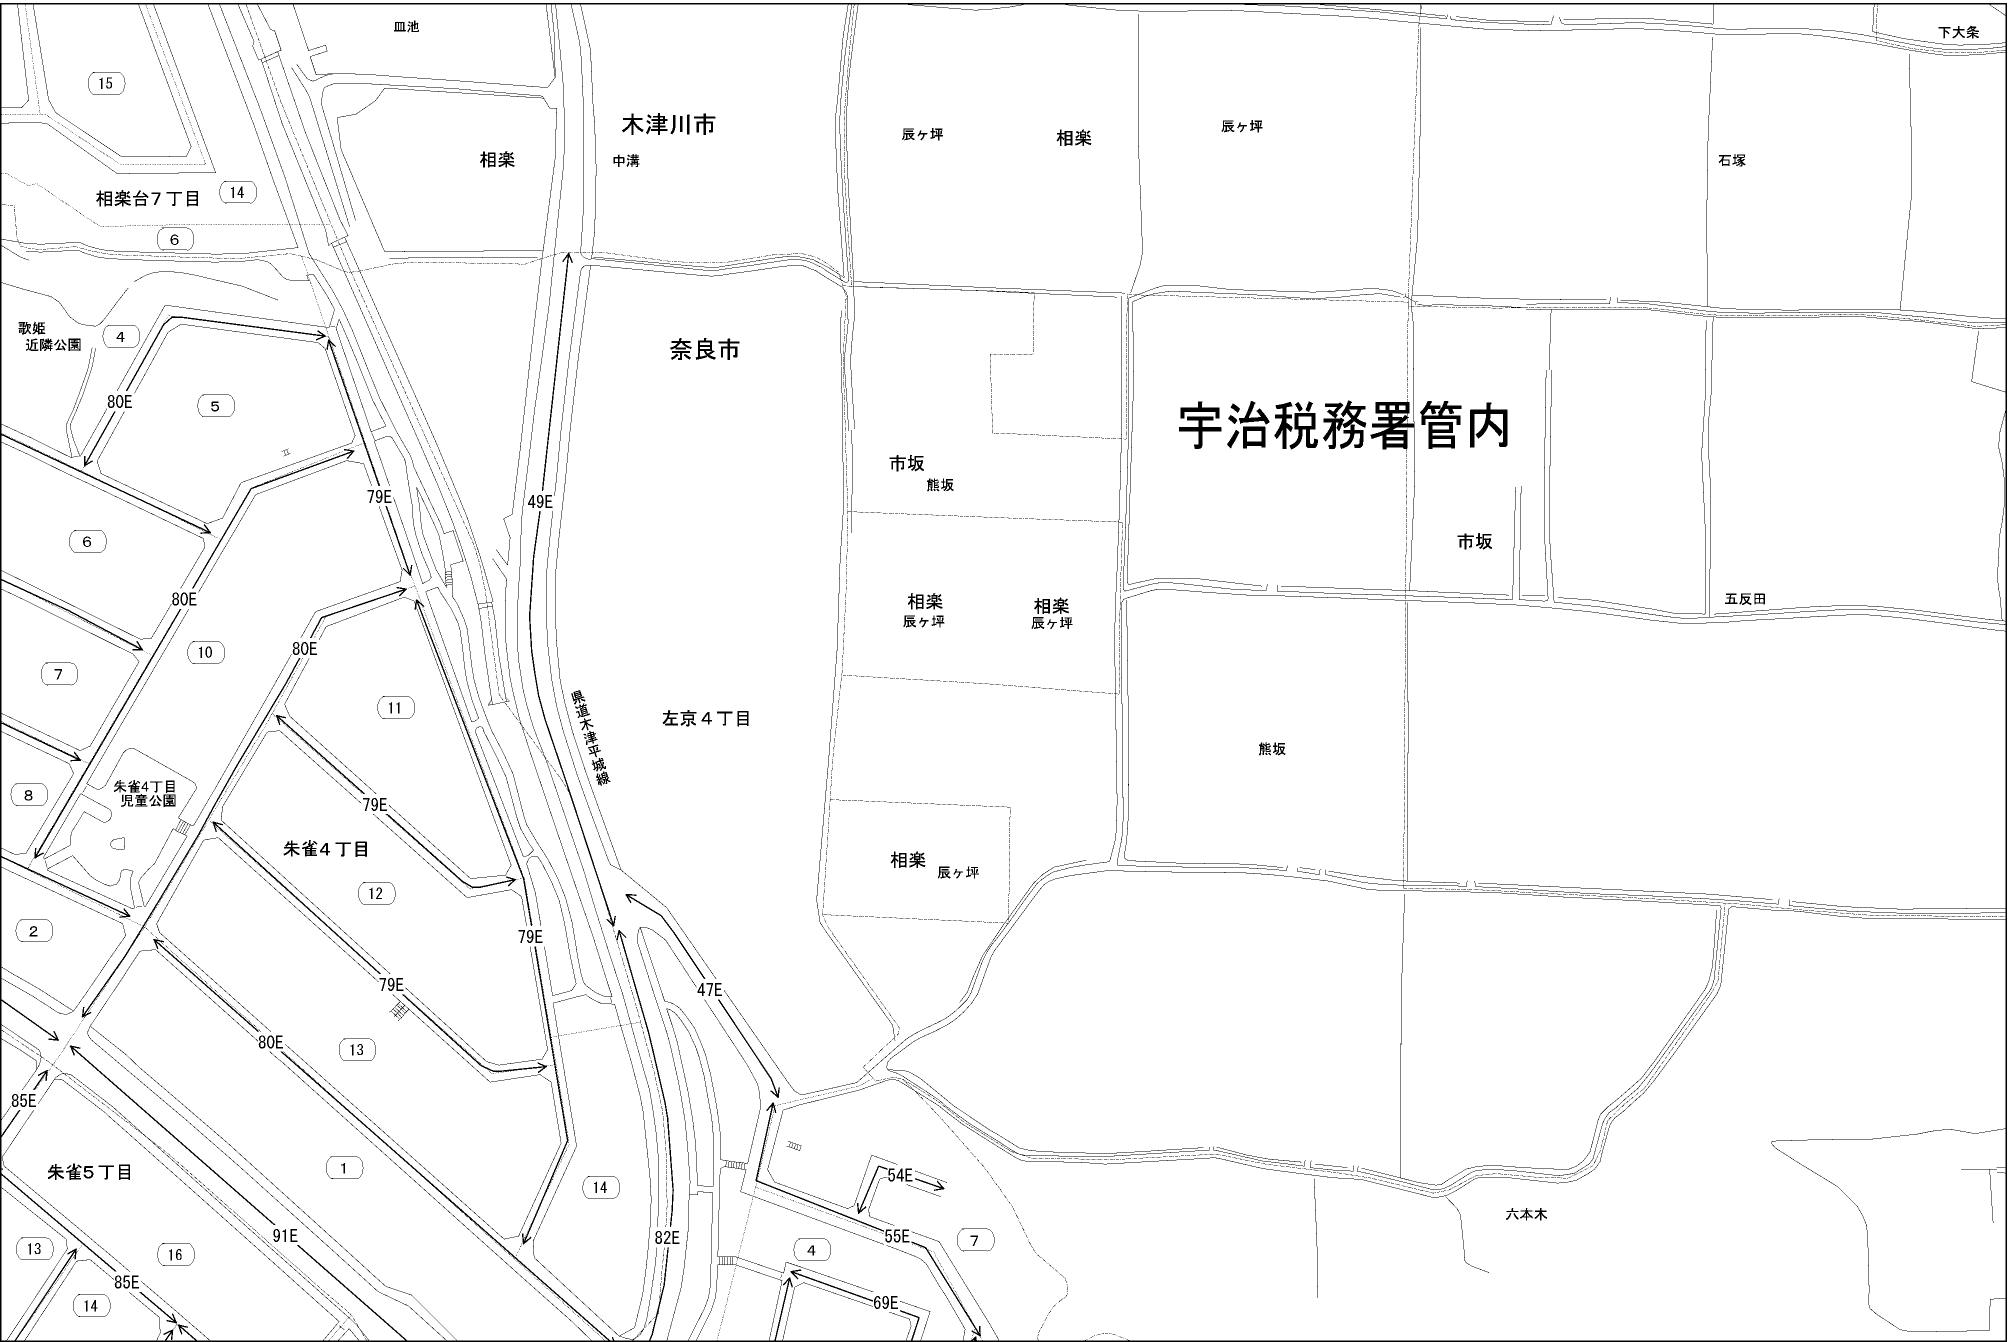 皿池
下大条
15
木津川市
辰ヶ坪
相楽
辰ヶ坪
相楽
中溝
石塚
相楽台7丁目
14
6
歌姫
近隣公園
4
奈良市
80E
5
宇治税務署管内
市坂
熊坂
79E
49E
6
市坂
80E
相楽
辰ヶ坪
相楽
辰ヶ坪
五反田
10
80E
7
11
県道木津平城線
左京4丁目
熊坂
朱雀4丁目
児童公園
8
79E
朱雀4丁目
相楽
辰ヶ坪
12
2
79E
79E
47E
80E
13
85E
朱雀5丁目
1
14
54E
六本木
91E
82E
55E
7
13
16
4
85E
14
69E